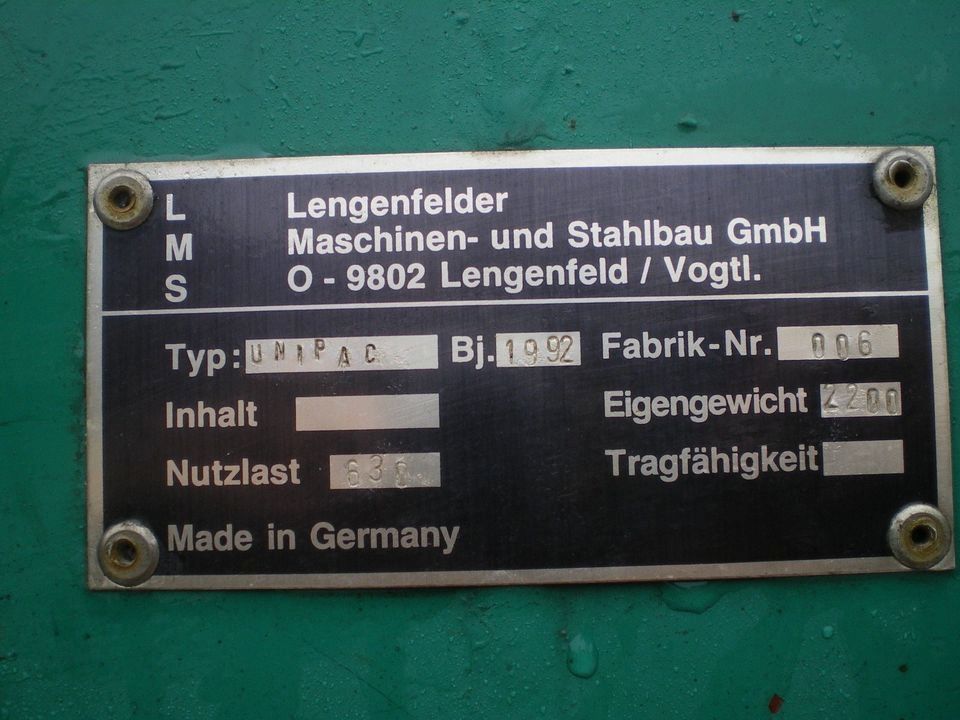 L Lengenfelder
M Maschinen- und Stahlbau GmbH
S O - 9802 Lengenfeld / Vogtl.
Typ: UNIPAC Bj. 1992 Fabrik-Nr. 006
Inhalt Eigengewicht 2200
Nutzlast 636 Tragfähigkeit
Made in Germany